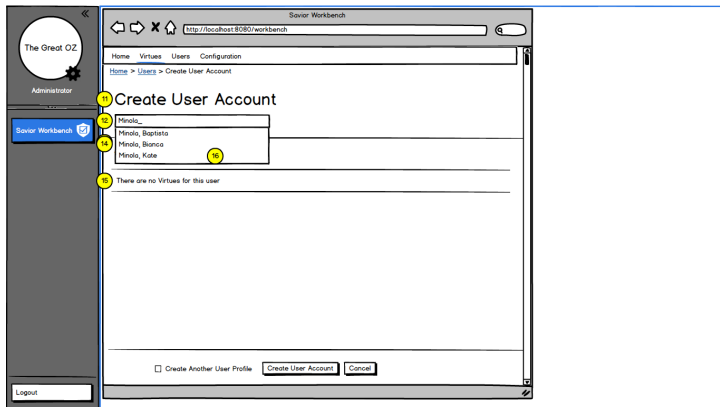 The Great OZ
Administrator
Savior Workbench
Logout
Savior Workbench
http://localhost:8080/workbench
Home Virtues Users Configuration
Home > Users > Create User Account
11 Create User Account
12 Minola_
Minola, Baptista
14 Minola, Bianca
Minola, Kate 16
15 There are no Virtues for this user
Create Another User Profile Create User Account Cancel